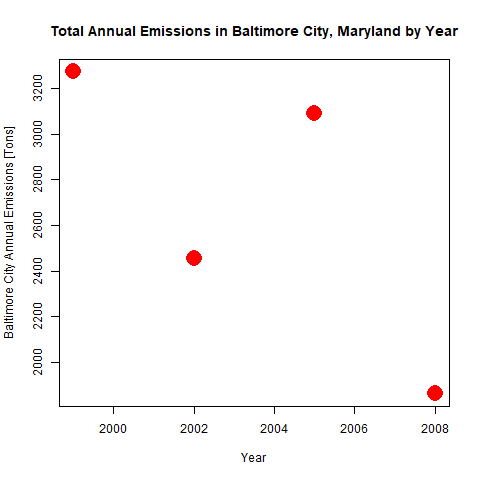 Total Annual Emissions in Baltimore City, Maryland by Year
Baltimore City Annual Emissions [Tons]
3200
3000
2800
2600
2400
2200
2000
2000 2002 2004 2006 2008
Year